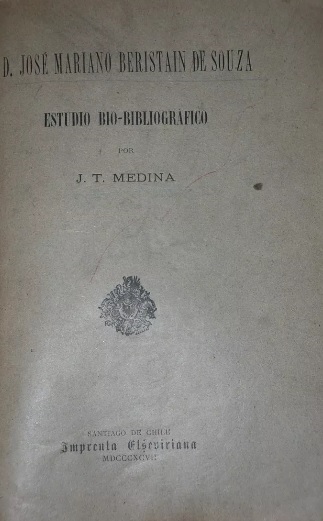 D. JOSÉ MARIANO BERISTAIN DE SOUZA
ESTUDIO BIO-BIBLIOGRÁFICO
POR
J. T. MEDINA
SANTIAGO DE CHILE
Imprenta Elzeviriana
MDCCCXCVII